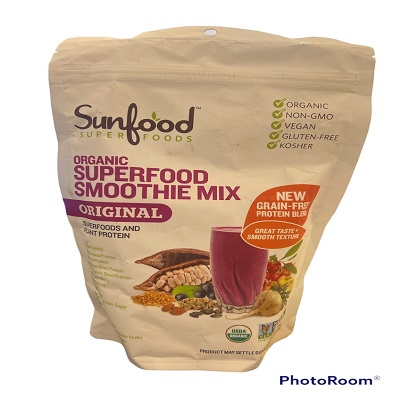 Sunfood™
SUPERFOODS
✓ ORGANIC
✓ NON-GMO
✓ VEGAN
✓ GLUTEN-FREE
✓ KOSHER
ORGANIC
SUPERFOOD
SMOOTHIE MIX
ORIGINAL
SUPERFOODS AND
PLANT PROTEIN
NEW
GRAIN-FREE
PROTEIN BLEND
GREAT TASTE +
SMOOTH TEXTURE
USDA
ORGANIC
PRODUCT MAY SETTLE
PhotoRoom®